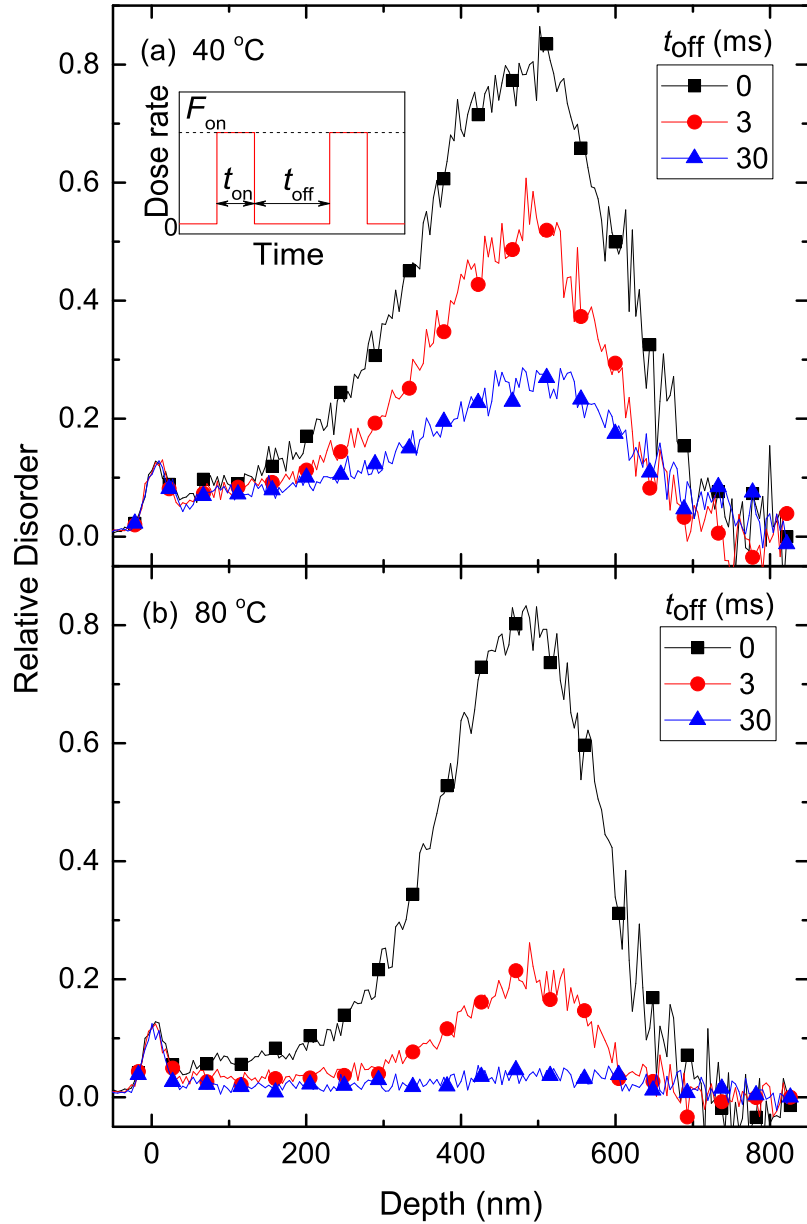 (a) 40 °C
t_off (ms)
0
3
30
F_on
t_on
t_off
0
Dose rate
Time
0.8
0.6
0.4
0.2
0.0
Relative Disorder
(b) 80 °C
t_off (ms)
0
3
30
0.8
0.6
0.4
0.2
0.0
0 200 400 600 800
Depth (nm)